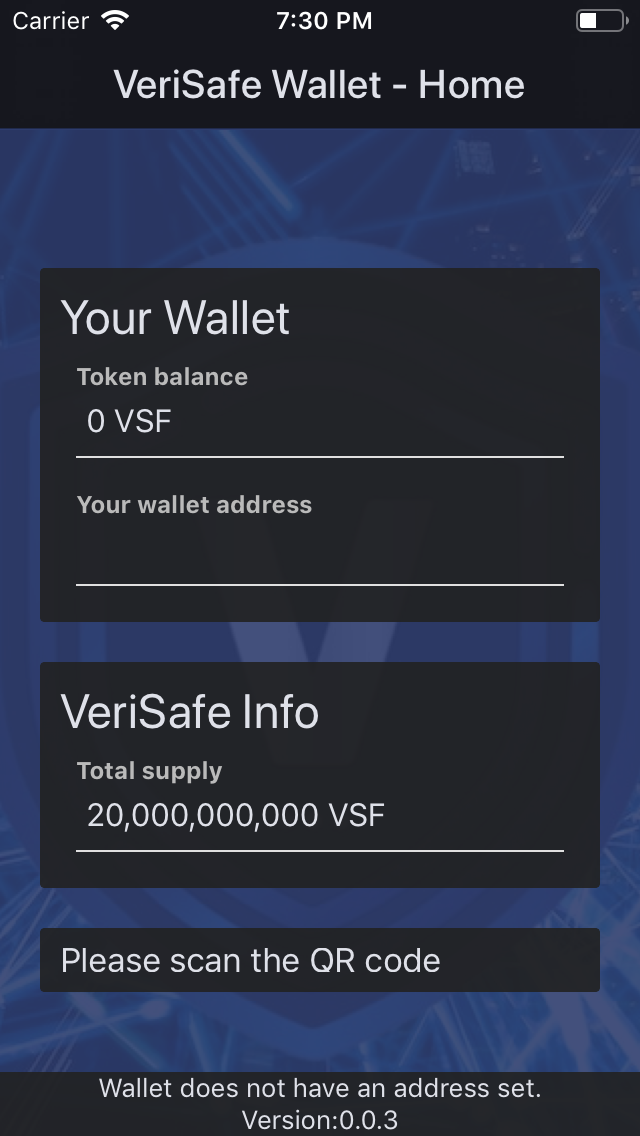 Carrier 7:30 PM
VeriSafe Wallet - Home
Your Wallet
Token balance
0 VSF
Your wallet address
VeriSafe Info
Total supply
20,000,000,000 VSF
Please scan the QR code
Wallet does not have an address set.
Version:0.0.3